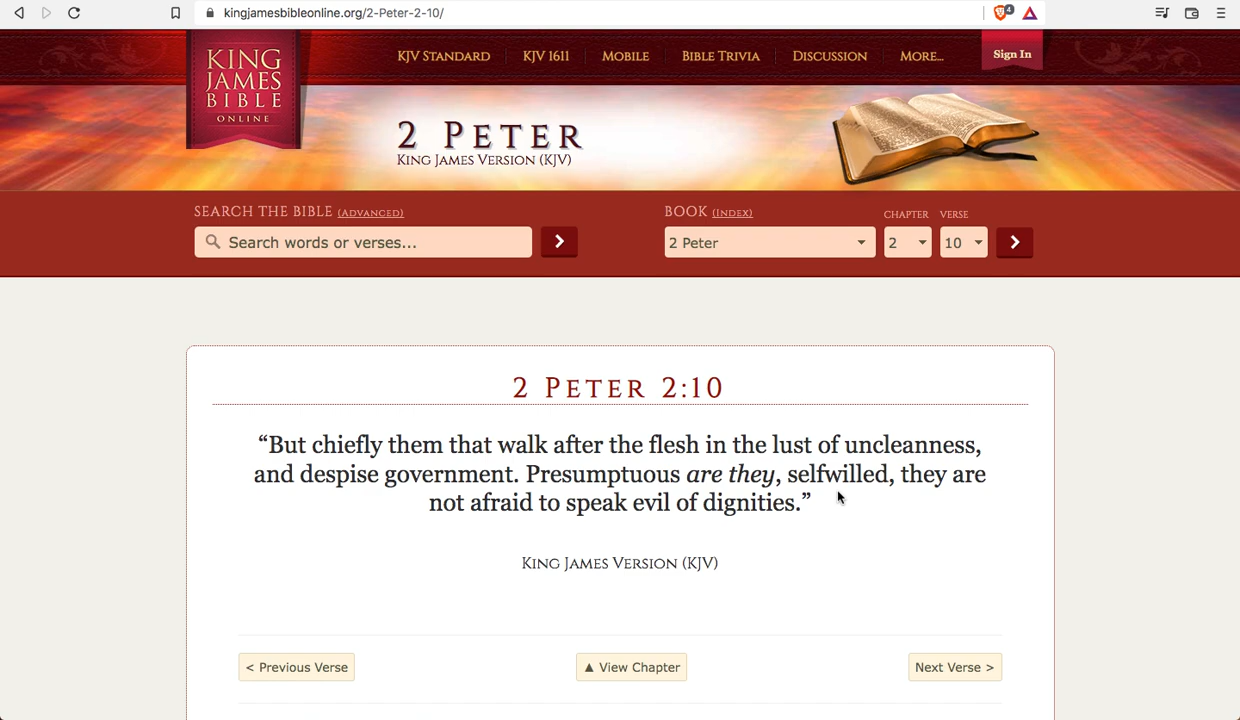 kingjamesbibleonline.org/2-Peter-2-10/
4
KING
JAMES
BIBLE
ONLINE
KJV STANDARD
KJV 1611
MOBILE
BIBLE TRIVIA
DISCUSSION
MORE...
Sign In
2 PETER
KING JAMES VERSION (KJV)
SEARCH THE BIBLE (ADVANCED)
BOOK (INDEX)
CHAPTER
VERSE
Search words or verses...
2 Peter
2
10
2 PETER 2:10
“But chiefly them that walk after the flesh in the lust of uncleanness,
and despise government. Presumptuous are they, selfwilled, they are
not afraid to speak evil of dignities.”
KING JAMES VERSION (KJV)
< Previous Verse
▲ View Chapter
Next Verse >